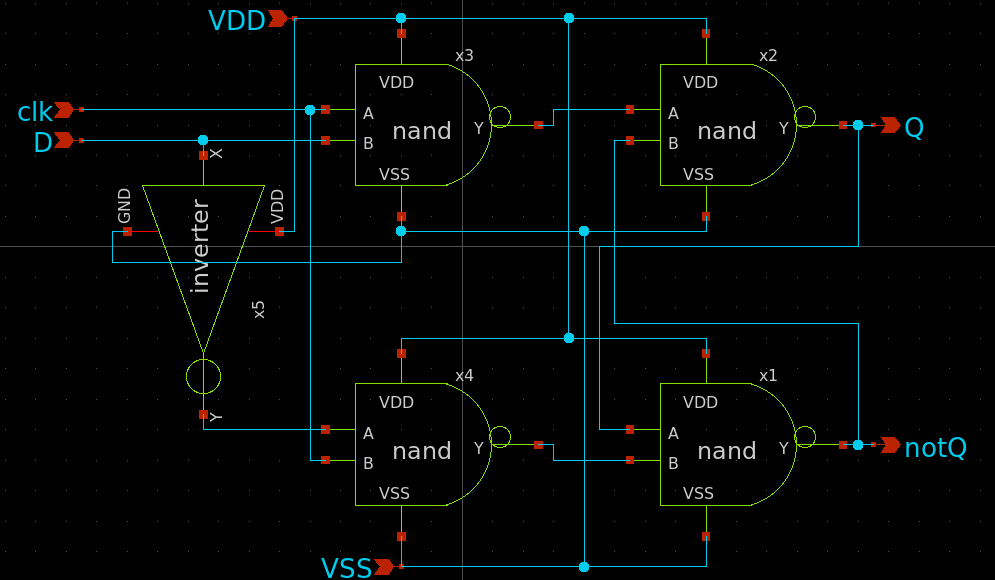 VDD
x3
x2
VDD
VDD
clk
A
A
nand
Y
nand
Y
Q
D
B
B
X
VSS
VSS
GND
VDD
inverter
x5
x4
x1
Y
VDD
VDD
A
A
nand
Y
nand
Y
notQ
B
B
VSS
VSS
VSS